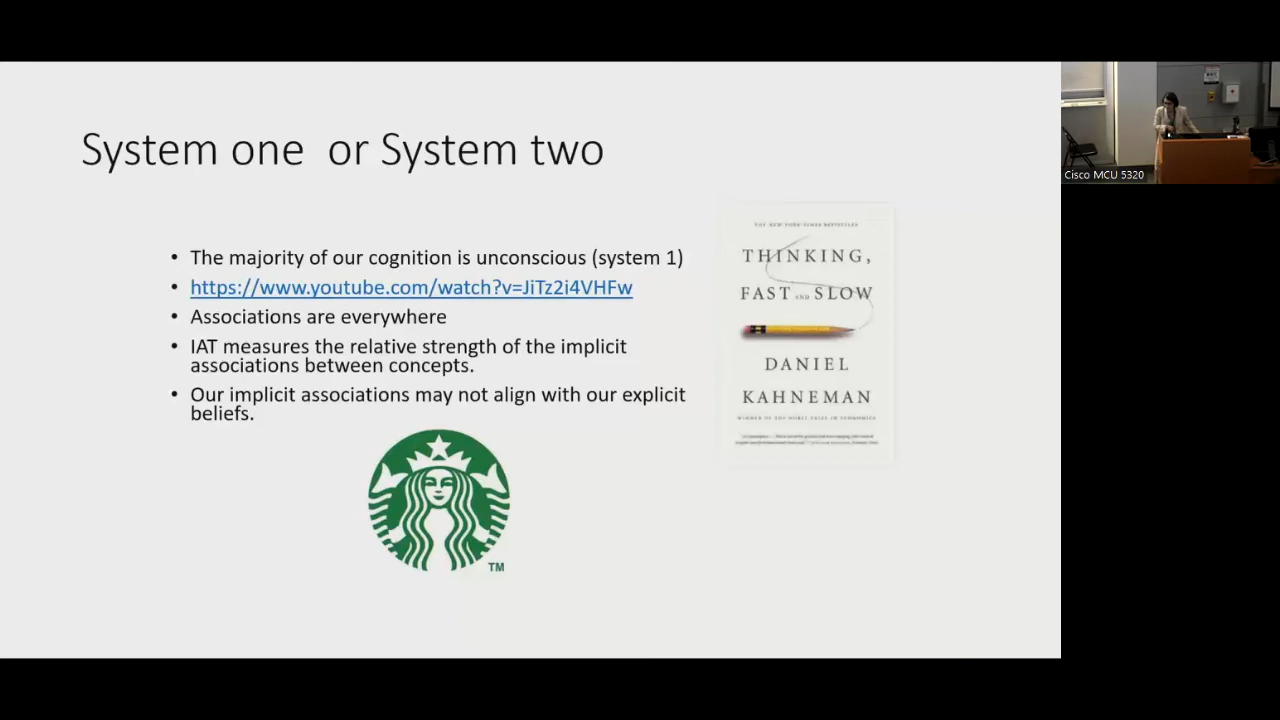 System one or System two
• The majority of our cognition is unconscious (system 1)
• https://www.youtube.com/watch?v=JiTz2i4VHFw
• Associations are everywhere
• IAT measures the relative strength of the implicit
associations between concepts.
• Our implicit associations may not align with our explicit
beliefs.
TM
THE NEW YORK TIMES BESTSELLER
THINKING,
FAST AND SLOW
DANIEL
KAHNEMAN
WINNER OF THE NOBEL PRIZE IN ECONOMICS
Cisco MCU 5320